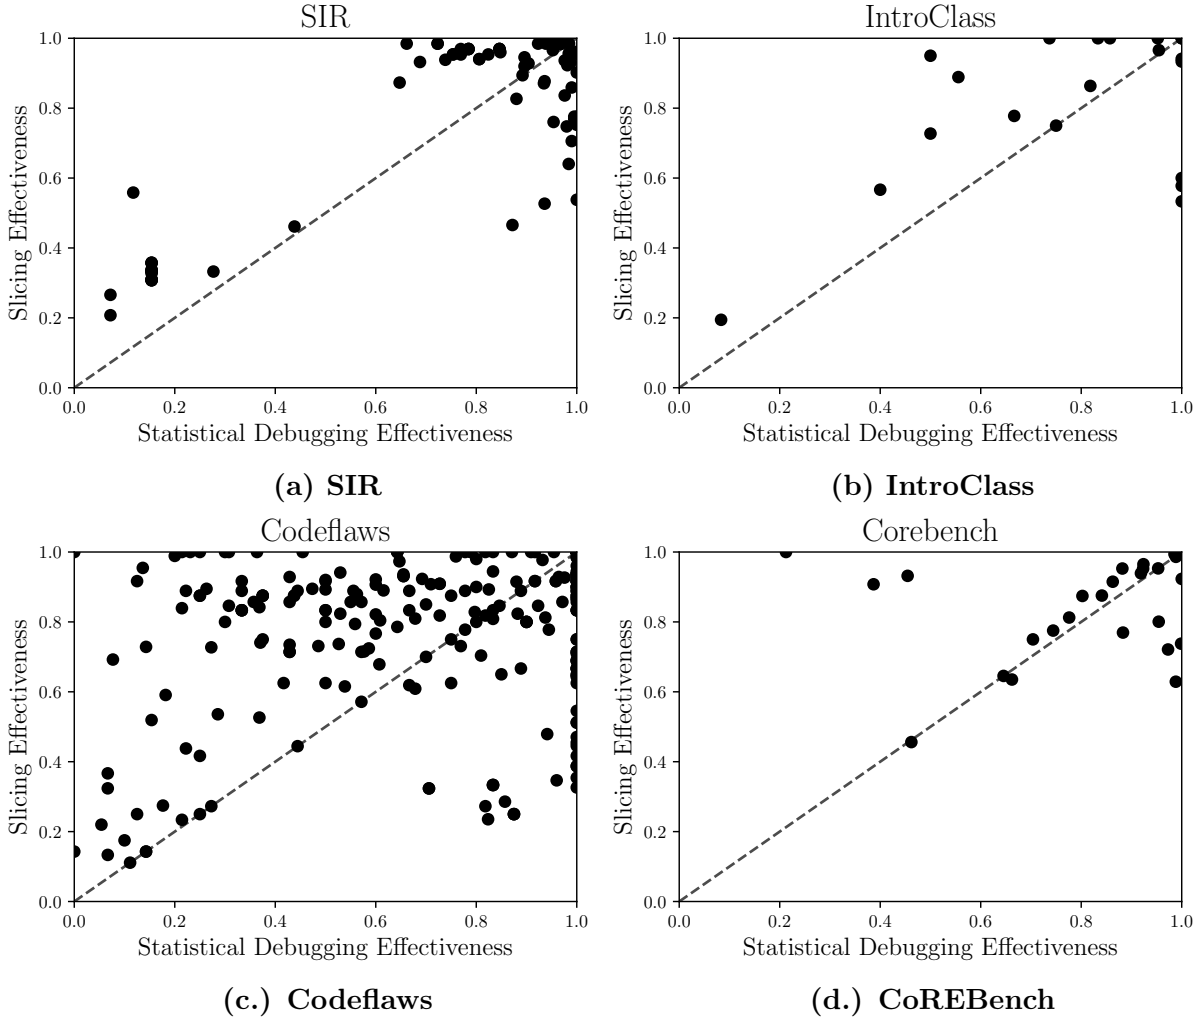 SIR
1.0
0.8
0.6
0.4
0.2
0.0
Slicing Effectiveness
0.0 0.2 0.4 0.6 0.8 1.0
Statistical Debugging Effectiveness
(a) SIR
IntroClass
1.0
0.8
0.6
0.4
0.2
0.0
Slicing Effectiveness
0.0 0.2 0.4 0.6 0.8 1.0
Statistical Debugging Effectiveness
(b) IntroClass
Codeflaws
1.0
0.8
0.6
0.4
0.2
0.0
Slicing Effectiveness
0.0 0.2 0.4 0.6 0.8 1.0
Statistical Debugging Effectiveness
(c.) Codeflaws
Corebench
1.0
0.8
0.6
0.4
0.2
0.0
Slicing Effectiveness
0.0 0.2 0.4 0.6 0.8 1.0
Statistical Debugging Effectiveness
(d.) CoREBench